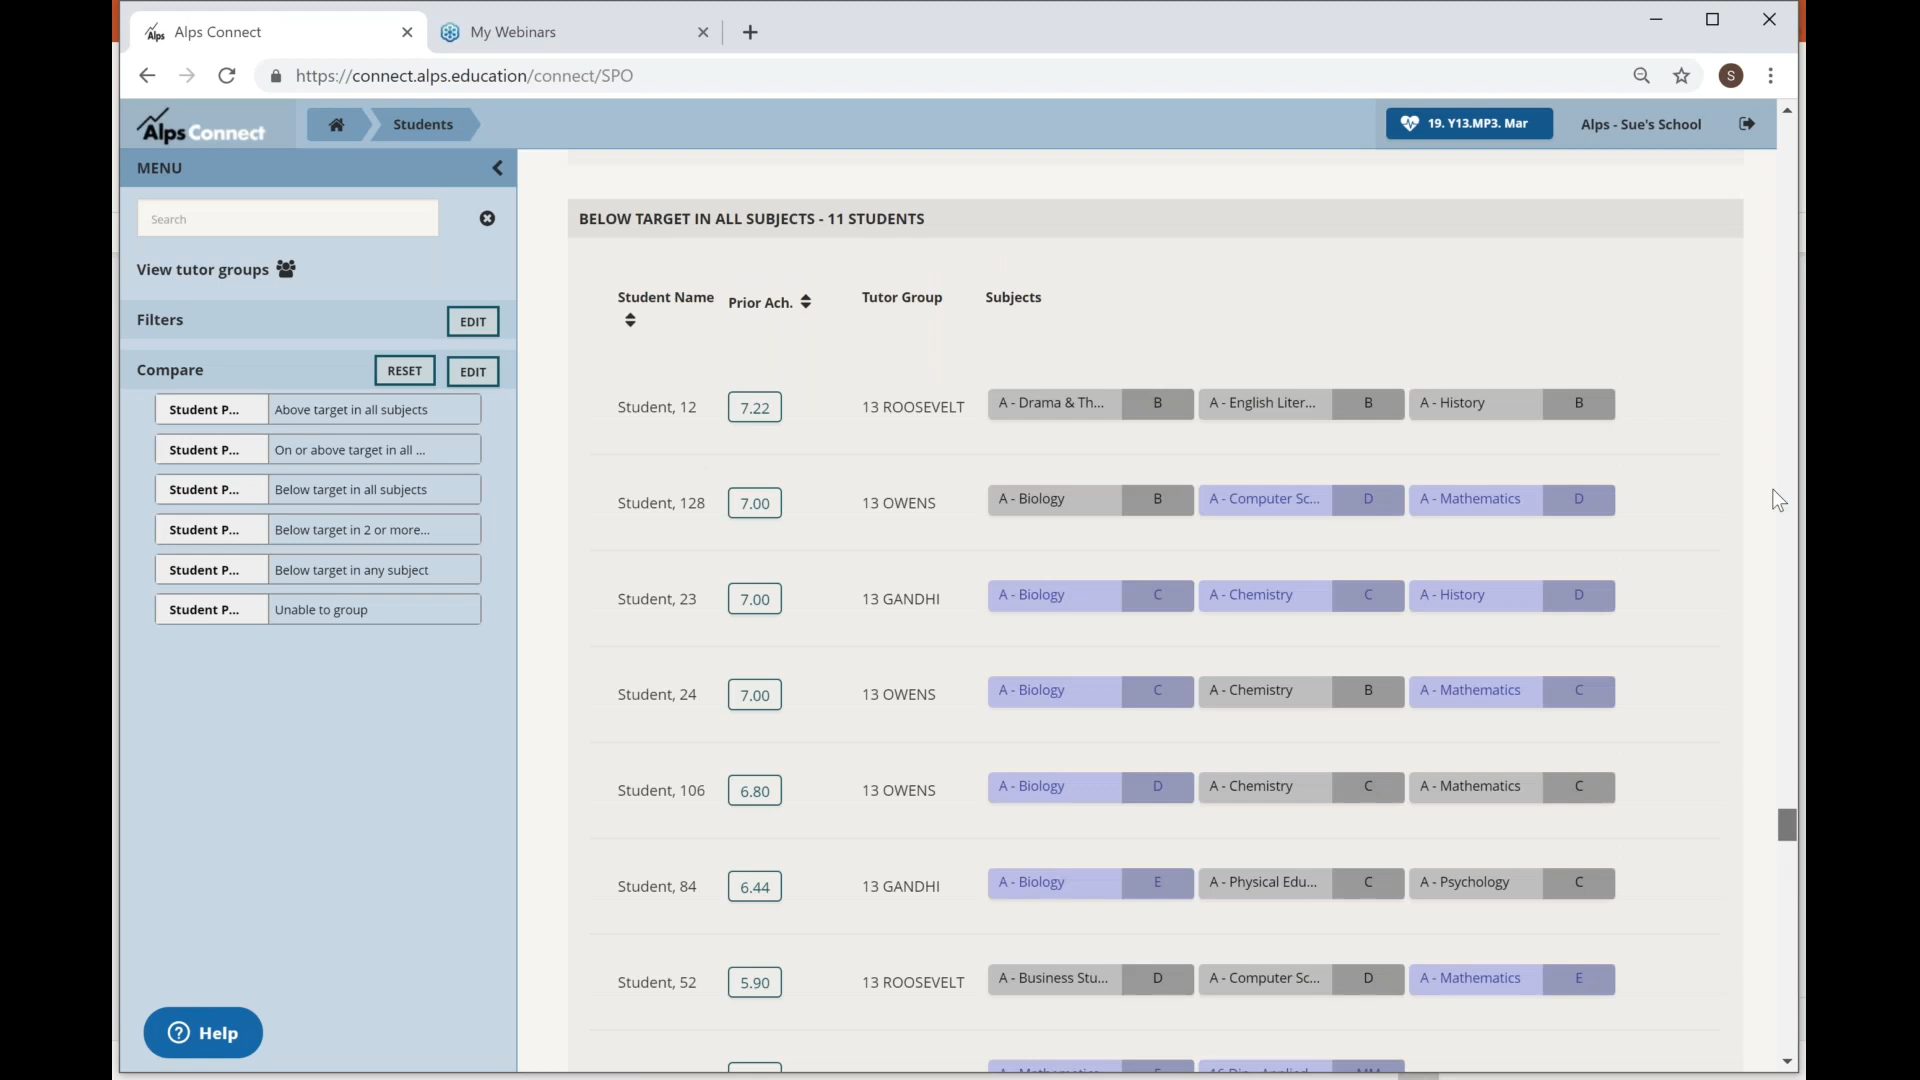 Alps Connect
My Webinars
https://connect.alps.education/connect/SPO
S
Alps Connect
Students
19. Y13.MP3. Mar
Alps - Sue's School
MENU
Search
View tutor groups
Filters
EDIT
Compare
RESET
EDIT
Student P... Above target in all subjects
Student P... On or above target in all ...
Student P... Below target in all subjects
Student P... Below target in 2 or more...
Student P... Below target in any subject
Student P... Unable to group
Help
BELOW TARGET IN ALL SUBJECTS - 11 STUDENTS
Student Name Prior Ach. Tutor Group Subjects
Student, 12 7.22 13 ROOSEVELT A - Drama & Th... B A - English Liter... B A - History B
Student, 128 7.00 13 OWENS A - Biology B A - Computer Sc... D A - Mathematics D
Student, 23 7.00 13 GANDHI A - Biology C A - Chemistry C A - History D
Student, 24 7.00 13 OWENS A - Biology C A - Chemistry B A - Mathematics C
Student, 106 6.80 13 OWENS A - Biology D A - Chemistry C A - Mathematics C
Student, 84 6.44 13 GANDHI A - Biology E A - Physical Edu... C A - Psychology C
Student, 52 5.90 13 ROOSEVELT A - Business Stu... D A - Computer Sc... D A - Mathematics E